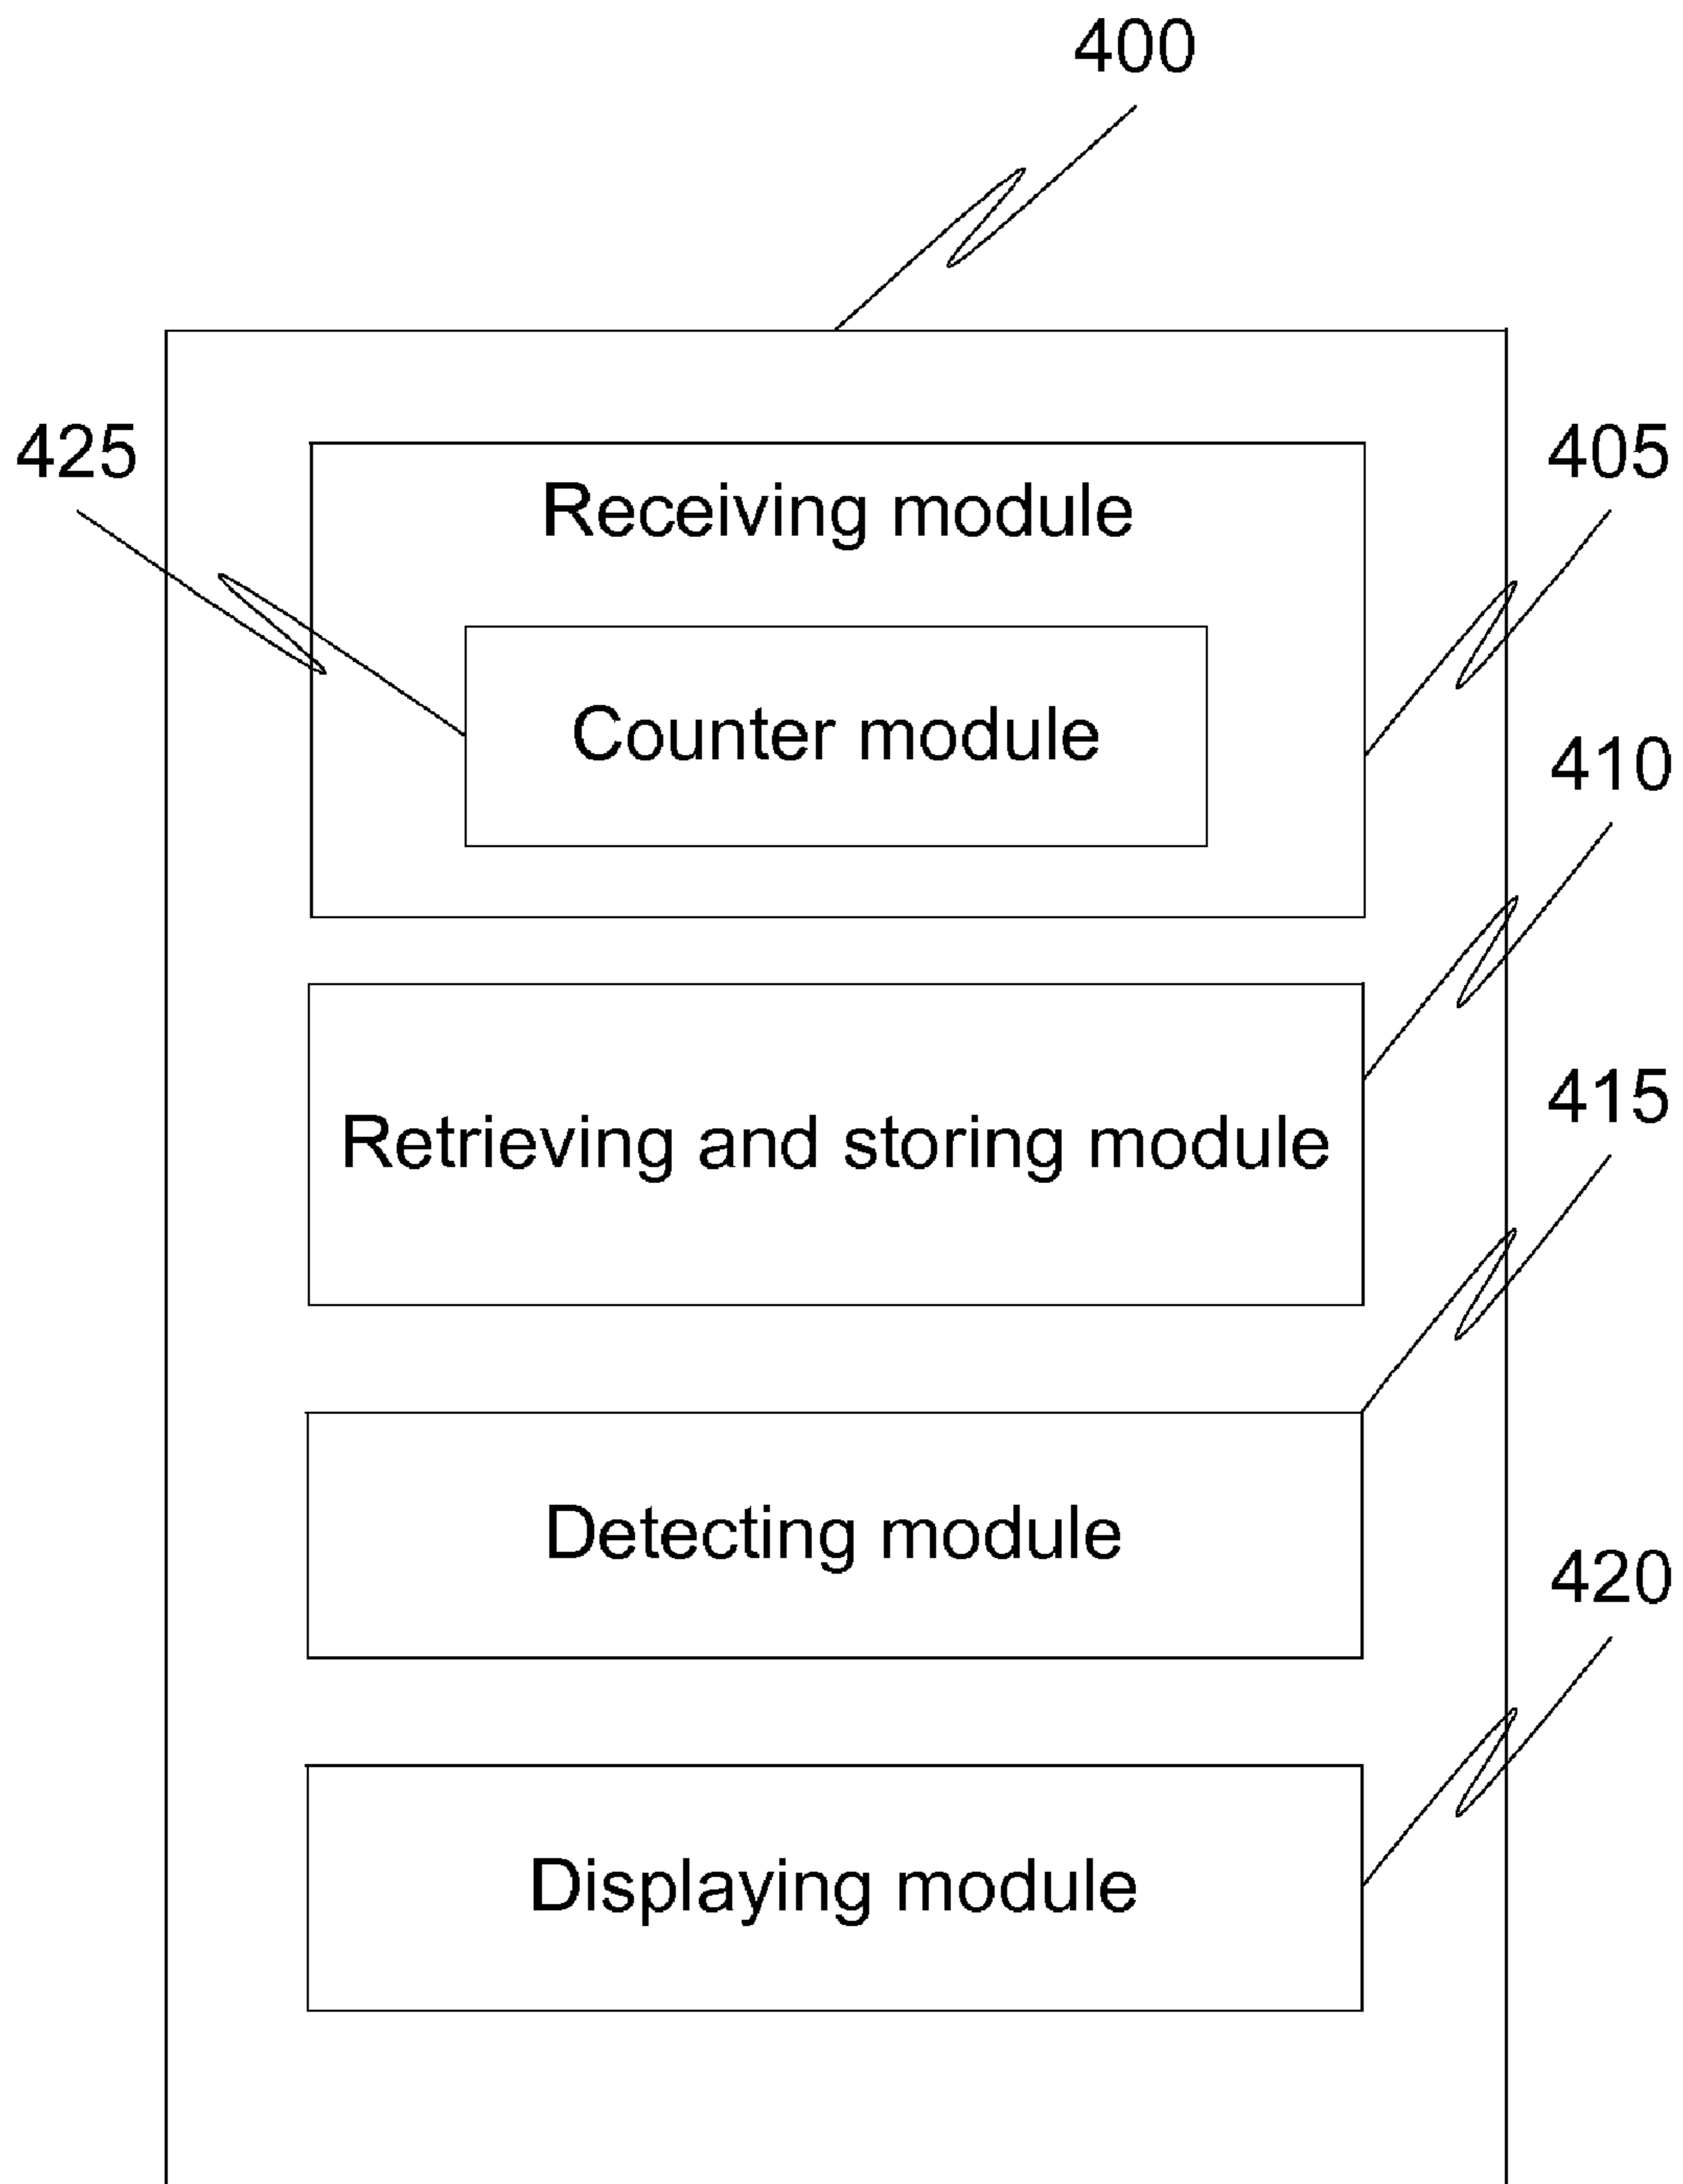 400
425
405
Receiving module
Counter module
410
Retrieving and storing module
415
Detecting module
420
Displaying module